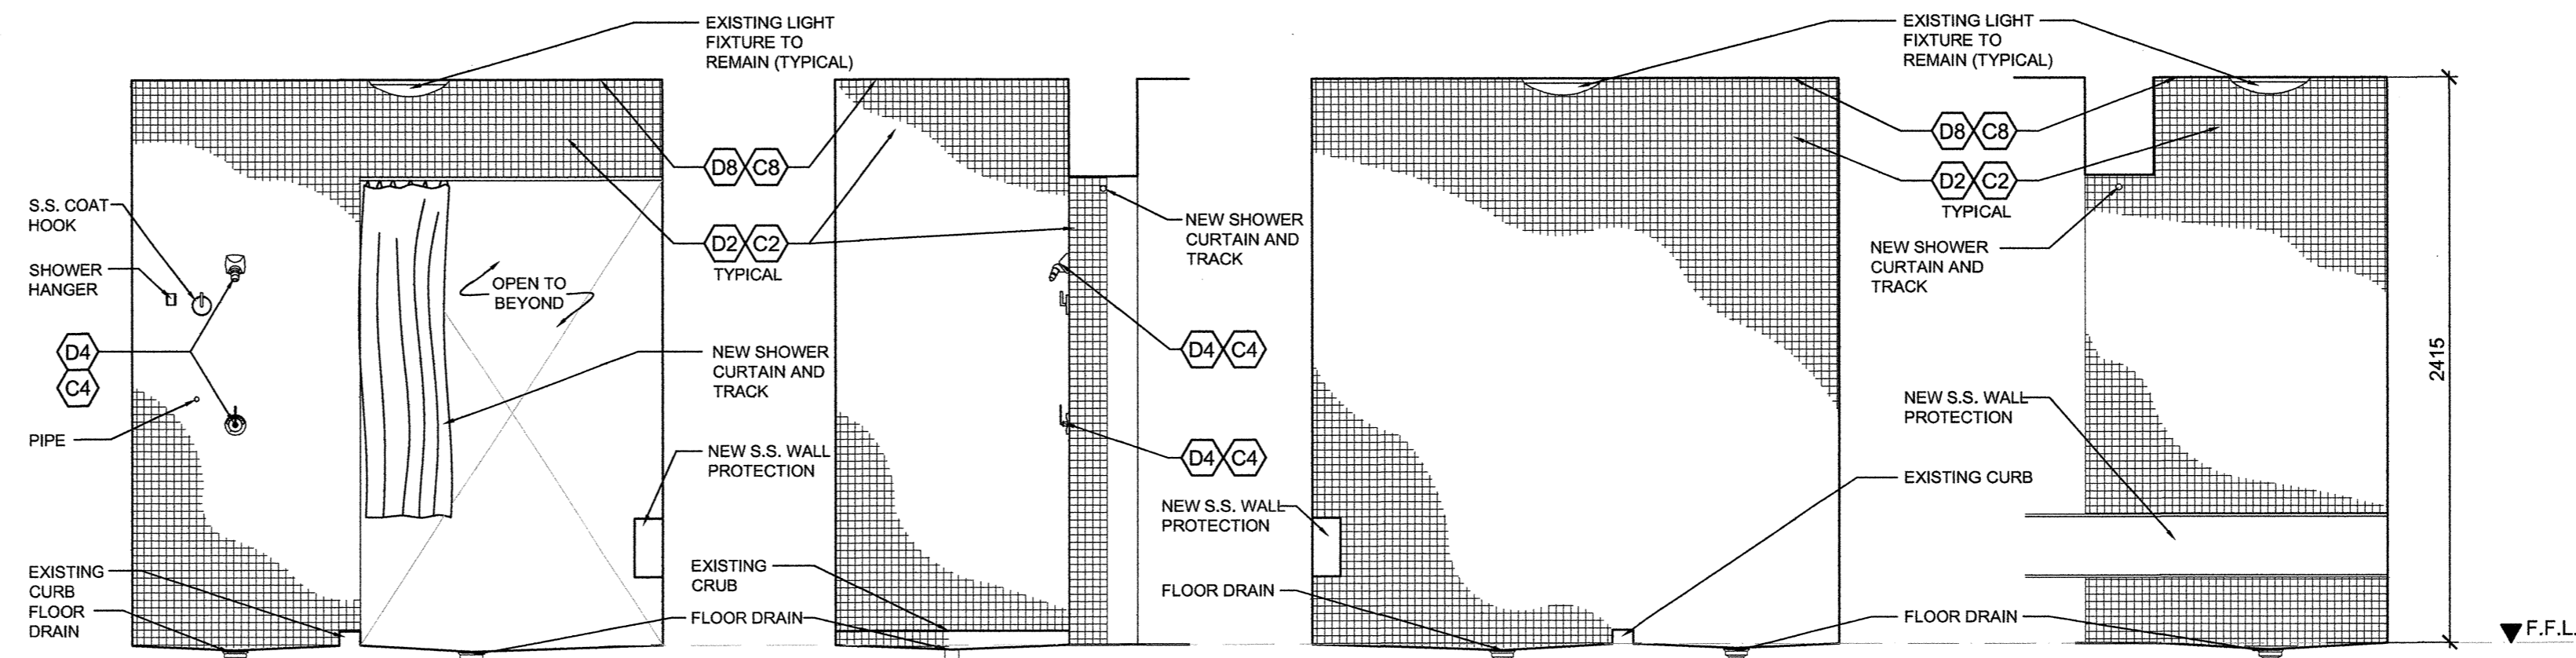 EXISTING LIGHT
FIXTURE TO
REMAIN (TYPICAL)
S.S. COAT
HOOK
SHOWER
HANGER
D4
C4
PIPE
EXISTING
CURB
FLOOR
DRAIN
OPEN TO
BEYOND
D8 C8
D2 C2
TYPICAL
NEW SHOWER
CURTAIN AND
TRACK
NEW S.S. WALL
PROTECTION
EXISTING
CRUB
FLOOR DRAIN
NEW SHOWER
CURTAIN AND
TRACK
D4 C4
D4 C4
NEW S.S. WALL
PROTECTION
FLOOR DRAIN
EXISTING LIGHT
FIXTURE TO
REMAIN (TYPICAL)
D8 C8
D2 C2
TYPICAL
NEW SHOWER
CURTAIN AND
TRACK
NEW S.S. WALL
PROTECTION
EXISTING CURB
FLOOR DRAIN
2415
F.F.L.